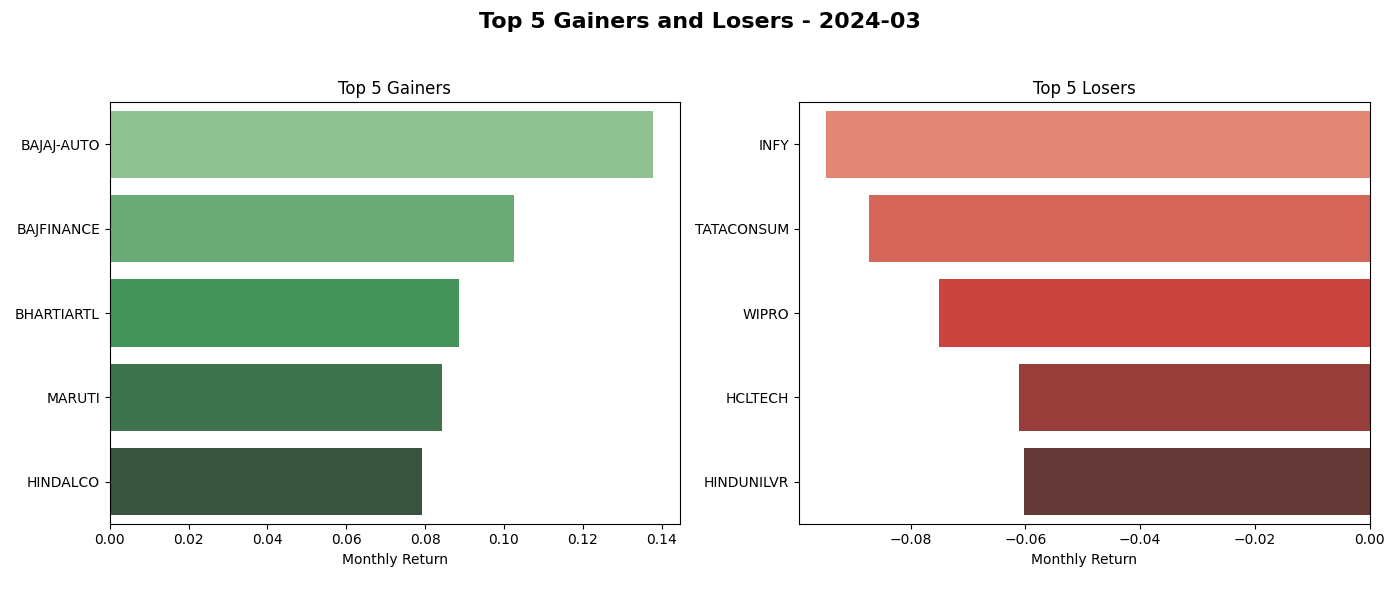 Top 5 Gainers and Losers - 2024-03
Top 5 Gainers
BAJAJ-AUTO
BAJFINANCE
BHARTIARTL
MARUTI
HINDALCO
0.00 0.02 0.04 0.06 0.08 0.10 0.12 0.14
Monthly Return
Top 5 Losers
INFY
TATACONSUM
WIPRO
HCLTECH
HINDUNILVR
−0.08 −0.06 −0.04 −0.02 0.00
Monthly Return